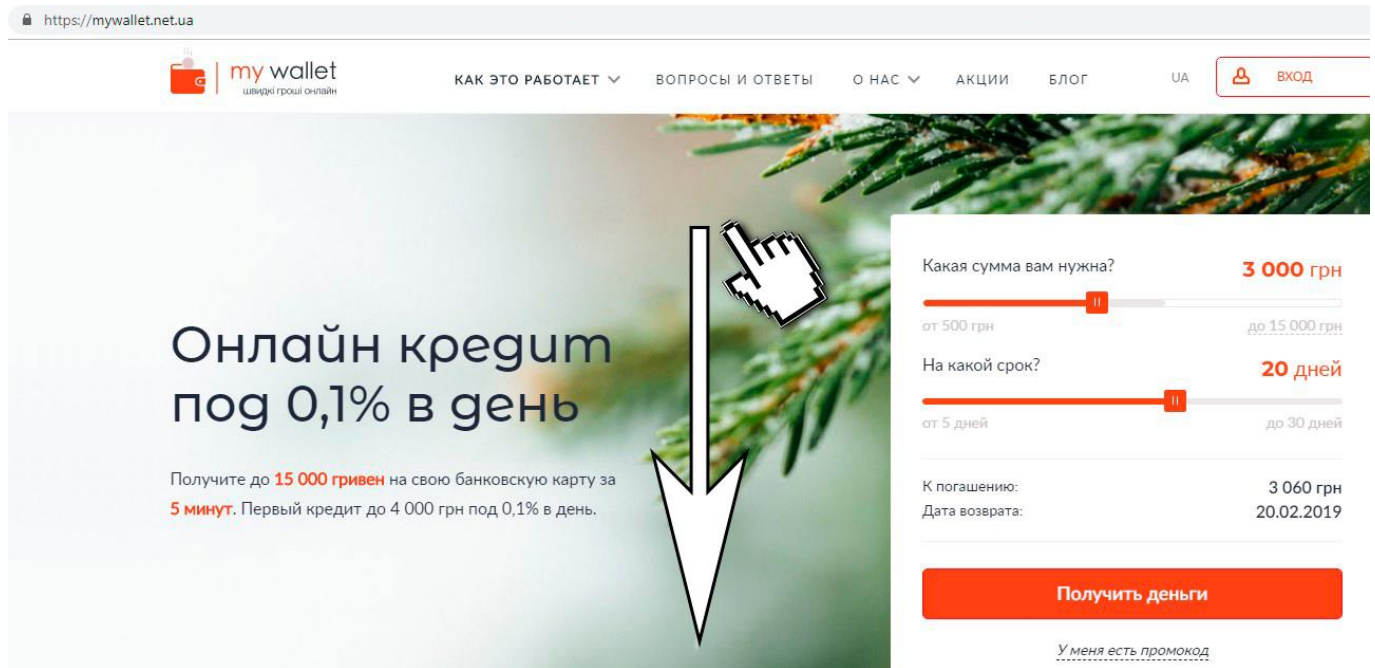 https://mywallet.net.ua
my wallet
швидкі гроші онлайн
КАК ЭТО РАБОТАЕТ
ВОПРОСЫ И ОТВЕТЫ
О НАС
АКЦИИ
БЛОГ
UA
ВХОД
Онлайн кредит
под 0,1% в день
Получите до 15 000 гривен на свою банковскую карту за
5 минут. Первый кредит до 4 000 грн под 0,1% в день.
Какая сумма вам нужна?
3 000 грн
от 500 грн
до 15 000 грн
На какой срок?
20 дней
от 5 дней
до 30 дней
К погашению:
3 060 грн
Дата возврата:
20.02.2019
Получить деньги
У меня есть промокод